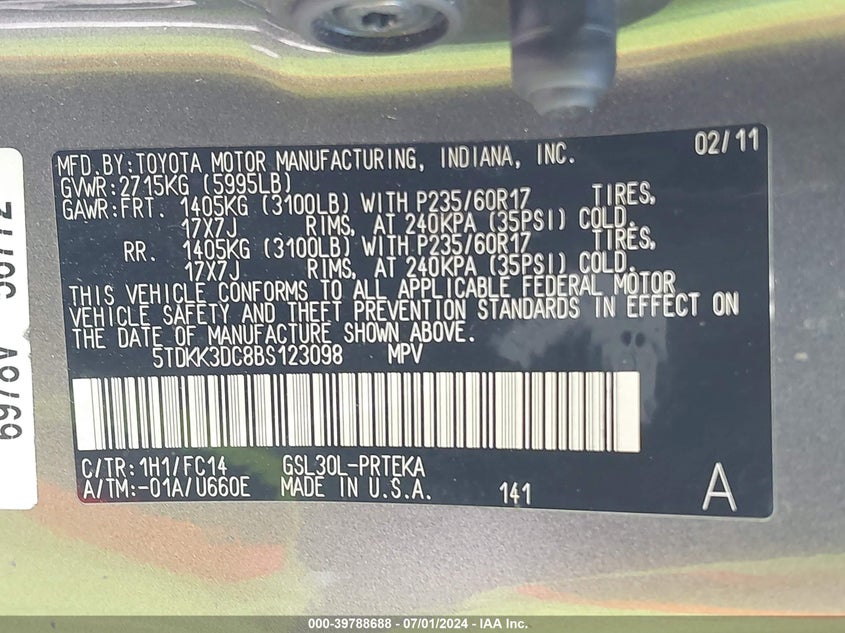 MFD.BY:TOYOTA MOTOR MANUFACTURING, INDIANA, INC. 02/11
GVWR:2715KG (5995LB)
GAWR:FRT. 1405KG (3100LB) WITH P235/60R17 TIRES,
17X7J RIMS, AT 240KPA (35PSI) COLD.
RR. 1405KG (3100LB) WITH P235/60R17 TIRES,
17X7J RIMS, AT 240KPA (35PSI) COLD.
THIS VEHICLE CONFORMS TO ALL APPLICABLE FEDERAL MOTOR
VEHICLE SAFETY AND THEFT PREVENTION STANDARDS IN EFFECT ON
THE DATE OF MANUFACTURE SHOWN ABOVE.
5TDKK3DC8BS123098 MPV
C/TR:1H1/FC14 GSL30L-PRTEKA
A/TM:-01A/U660E MADE IN U.S.A. 141 A
000-39788688 - 07/01/2024 - IAA Inc.